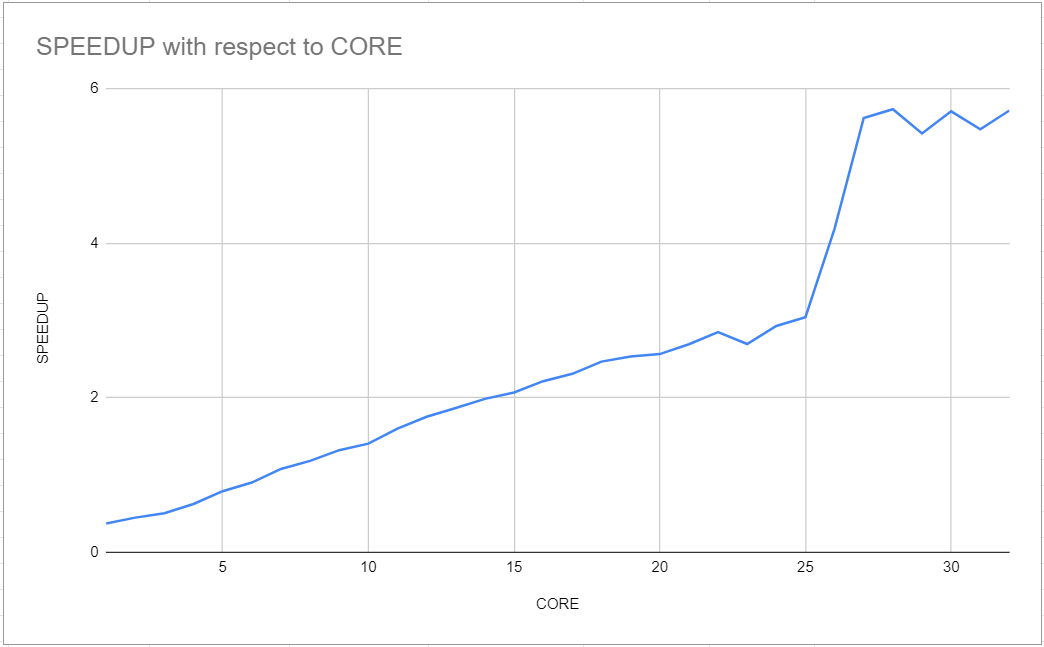 SPEEDUP with respect to CORE
6
4
2
0
SPEEDUP
5 10 15 20 25 30
CORE